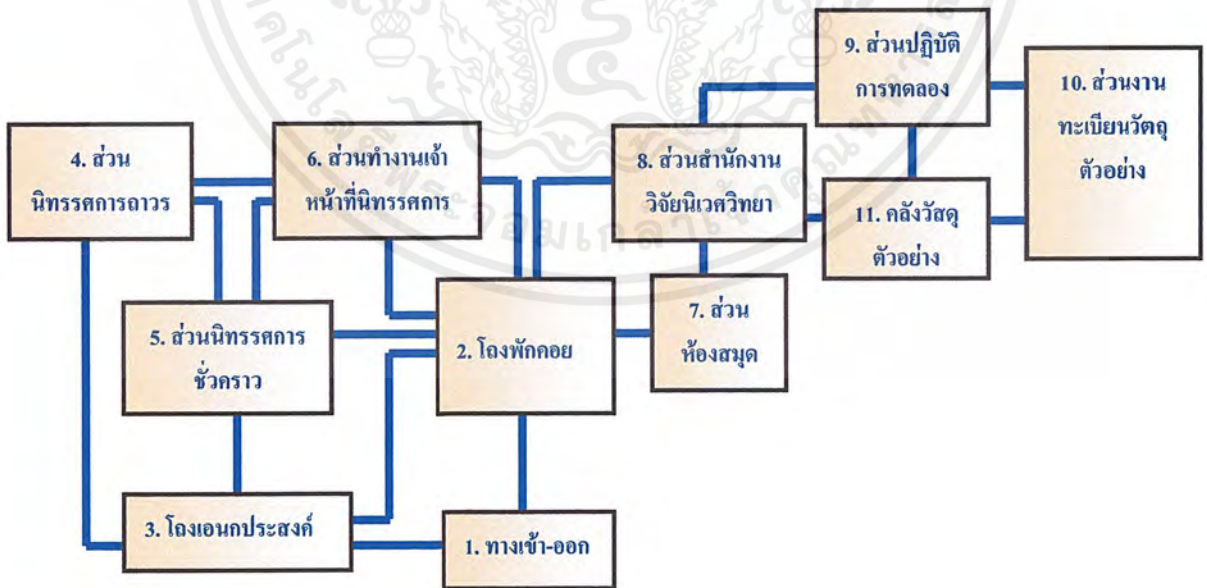 9. ส่วนปฏิบัติ
การทดลอง
10. ส่วนงาน
ทะเบียนวัตถุ
ตัวอย่าง
4. ส่วน
นิทรรศการถาวร
6. ส่วนทำงานเจ้า
หน้าที่นิทรรศการ
8. ส่วนสำนักงาน
วิจัยนิเวศวิทยา
11. คลังวัสดุ
ตัวอย่าง
5. ส่วนนิทรรศการ
ชั่วคราว
2. โถงพักคอย
7. ส่วน
ห้องสมุด
3. โถงเอนกประสงค์
1. ทางเข้า-ออก